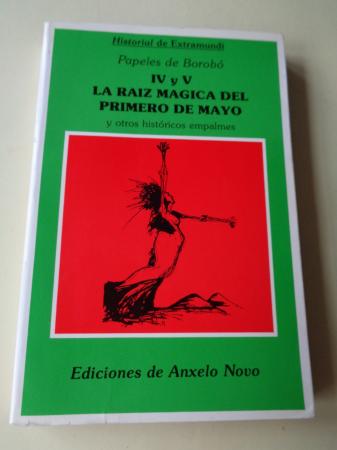 Historial de Extramundi
Papeles de Borobó
IV y V
LA RAIZ MAGICA DEL
PRIMERO DE MAYO
y otros históricos empalmes
Ediciones de Anxelo Novo